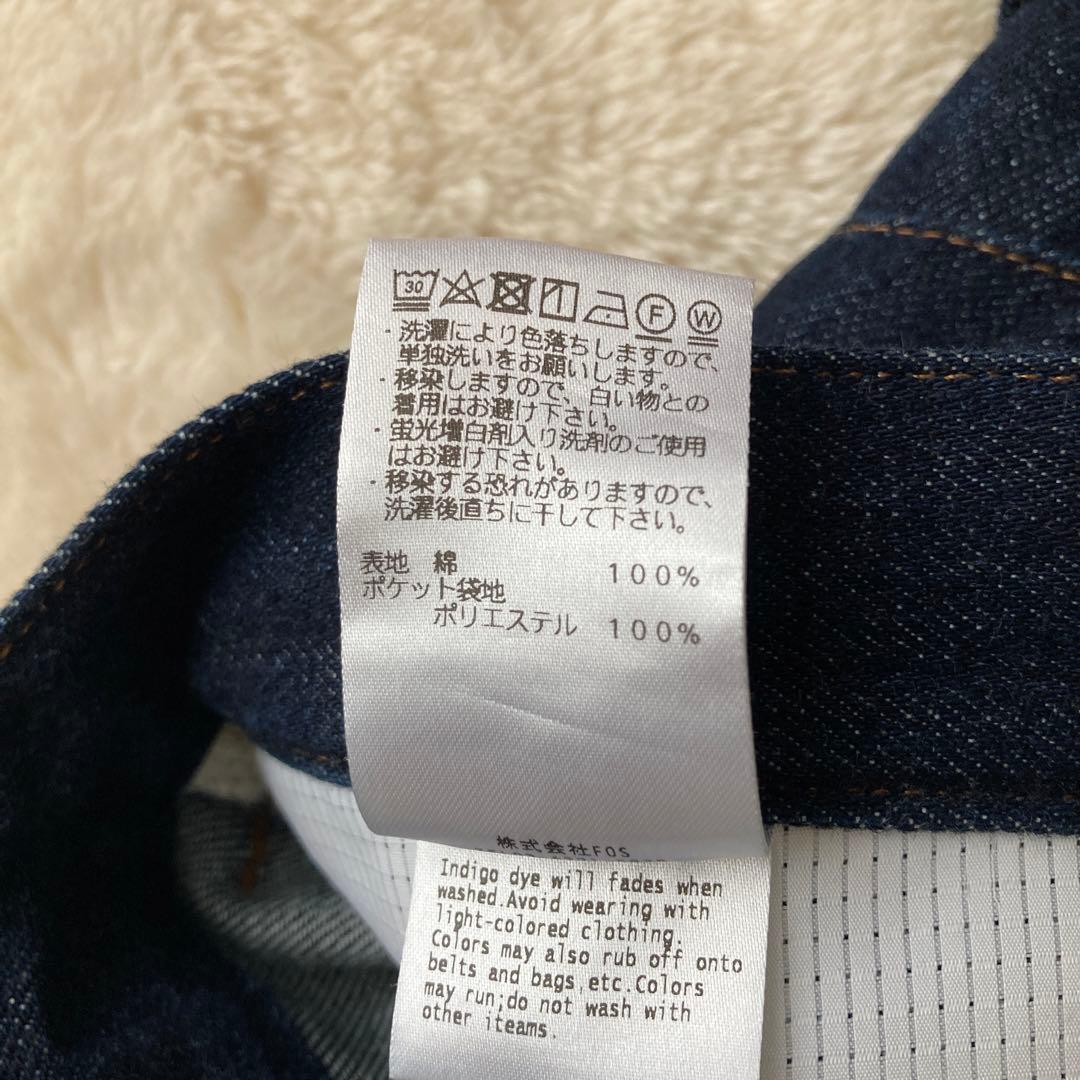 30
F W
・洗濯により色落ちしますので、
単独洗いをお願いします。
・移染しますので、白い物との
着用はお避け下さい。
・蛍光増白剤入り洗剤のご使用
はお避け下さい。
・移染する恐れがありますので、
洗濯後直ちに干して下さい。
表地 綿 100%
ポケット袋地
ポリエステル 100%
株式会社FOS
Indigo dye will fades when
washed.Avoid wearing with
light-colored clothing.
Colors may also rub off onto
belts and bags,etc.Colors
may run;do not wash with
other iteams.